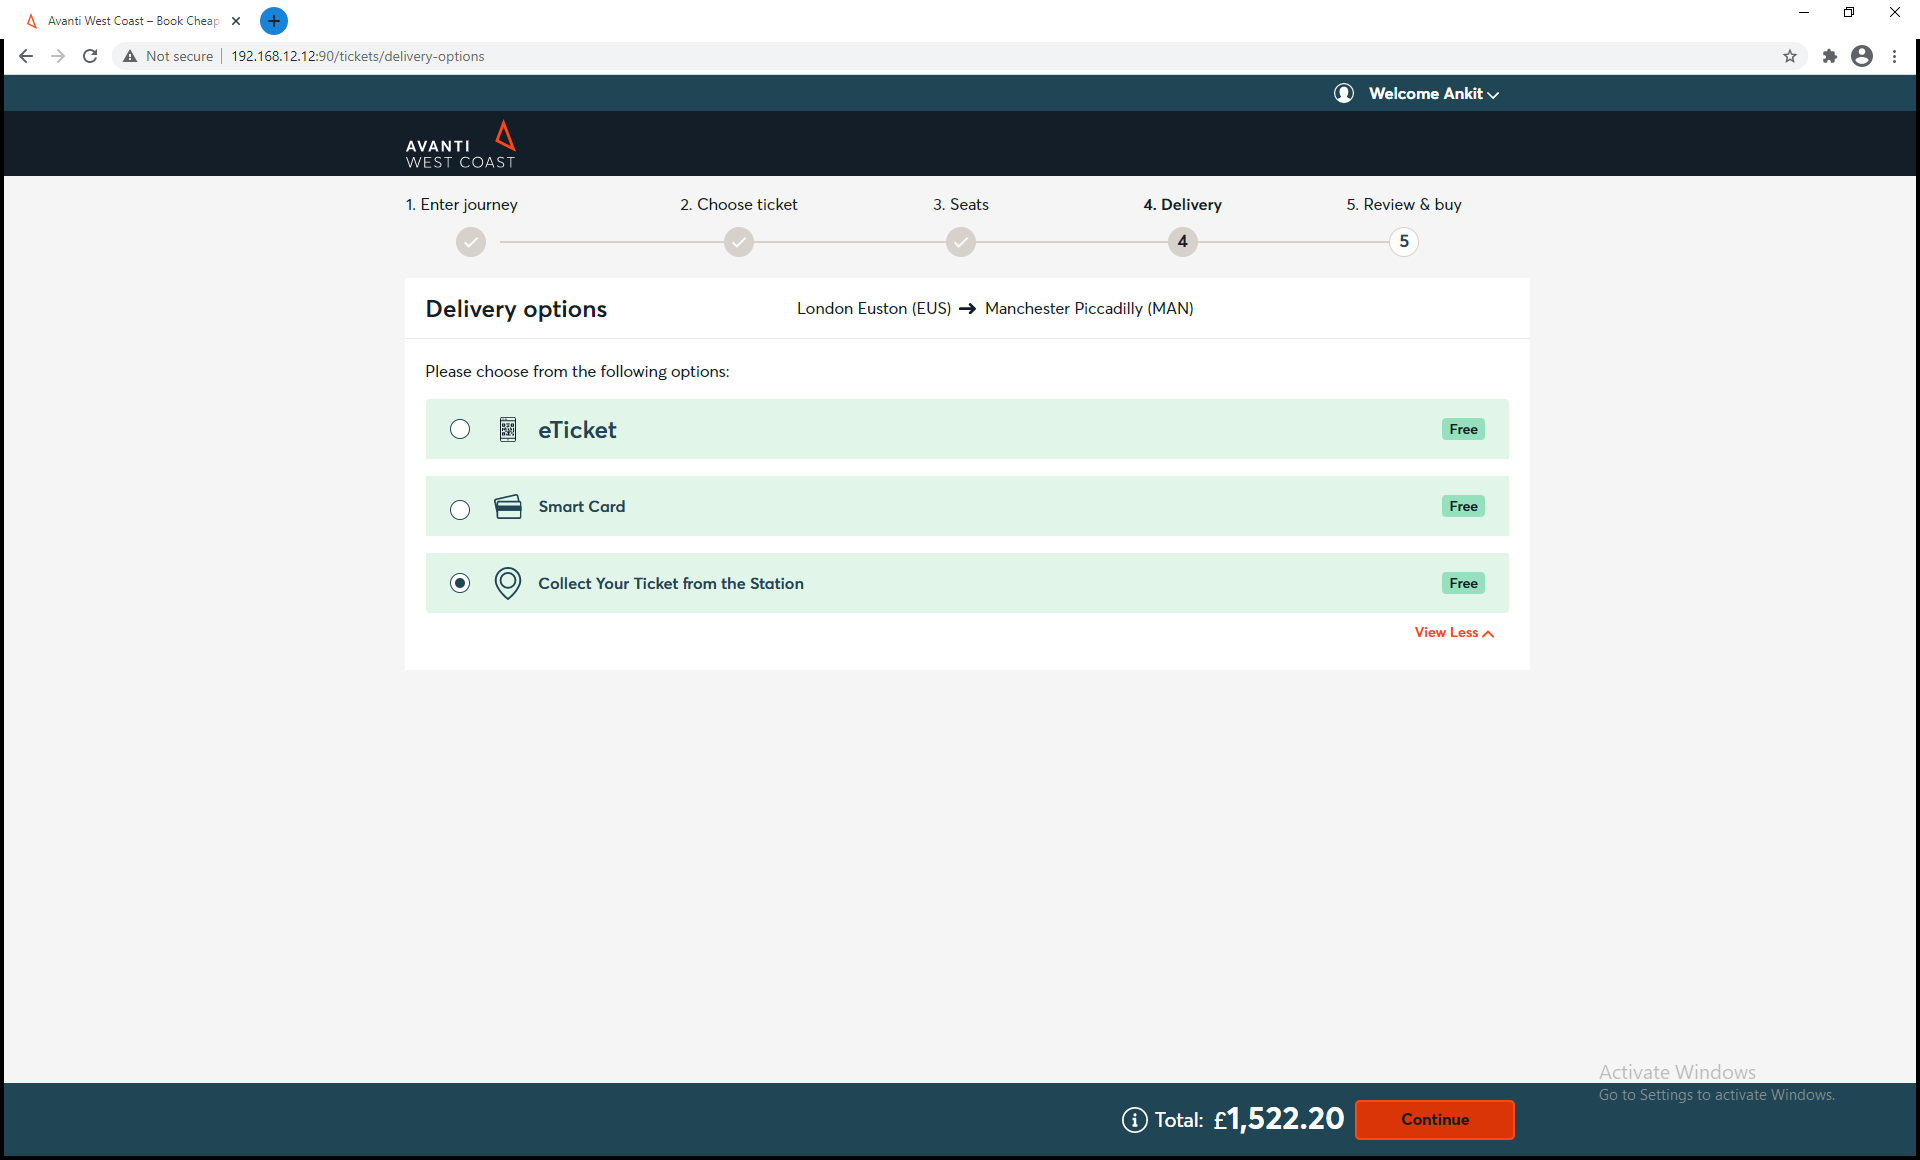 Avanti West Coast – Book Cheap
Not secure
192.168.12.12:90/tickets/delivery-options
Welcome Ankit
AVANTI
WEST COAST
1. Enter journey
2. Choose ticket
3. Seats
4. Delivery
5. Review & buy
4
5
Delivery options
London Euston (EUS) → Manchester Piccadilly (MAN)
Please choose from the following options:
eTicket
Free
Smart Card
Free
Collect Your Ticket from the Station
Free
View Less
Activate Windows
Go to Settings to activate Windows.
Total: £1,522.20
Continue